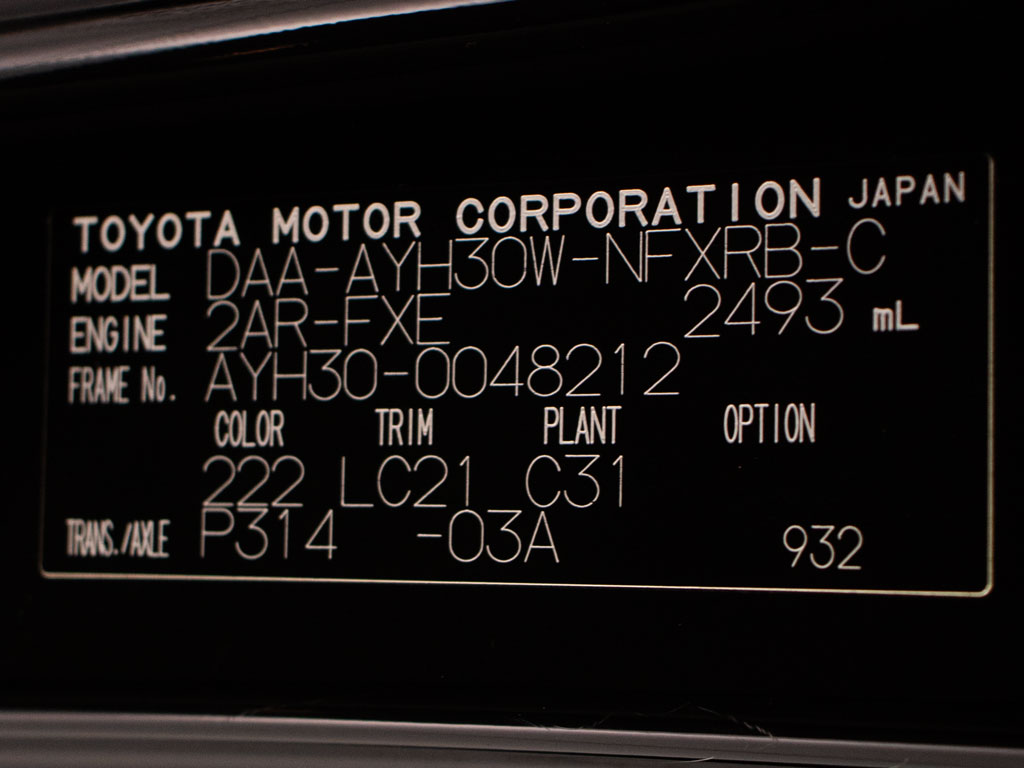 TOYOTA MOTOR CORPORATION JAPAN
MODEL DAA-AYH30W-NFXRB-C
ENGINE 2AR-FXE 2493 mL
FRAME No. AYH30-0048212
COLOR TRIM PLANT OPTION
222 LC21 C31
TRANS./AXLE P314 -03A 932